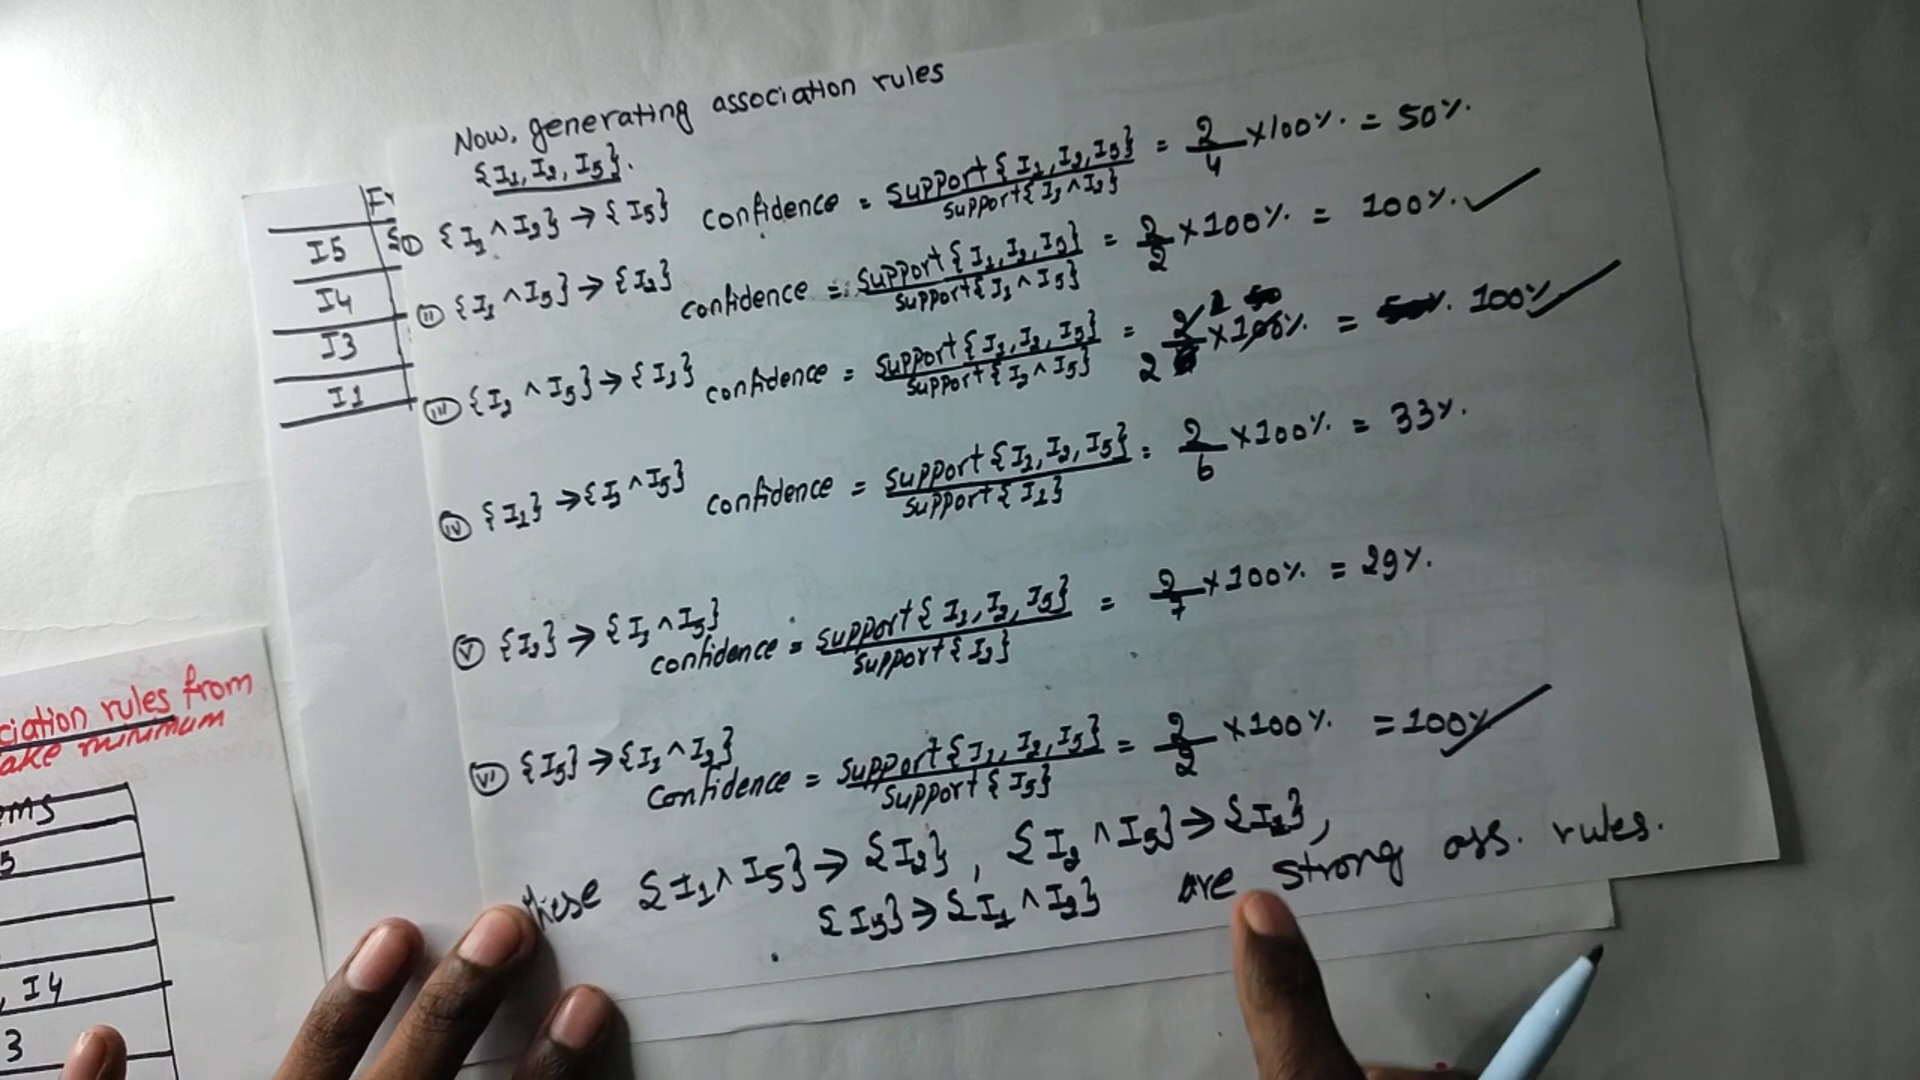 Now, generating association rules
{I1, I2, I5}.
(i) {I1 ^ I2} → {I5} confidence = support{I1, I2, I5} / support{I1 ^ I2} = 2/4 ×100% = 50%.
(ii) {I1 ^ I5} → {I2} confidence = support{I1, I2, I5} / support{I1 ^ I5} = 2/2 ×100% = 100%. ✓
(iii) {I2 ^ I5} → {I1} confidence = support{I1, I2, I5} / support{I2 ^ I5} = 2/2 ×100% = 100% ✓
(iv) {I1} → {I2 ^ I5} confidence = support{I1, I2, I5} / support{I1} = 2/6 ×100% = 33%.
(v) {I2} → {I1 ^ I5} confidence = support{I1, I2, I5} / support{I2} = 2/7 ×100% = 29%.
(vi) {I5} → {I1 ^ I2} confidence = support{I1, I2, I5} / support{I5} = 2/2 ×100% = 100% ✓
these {I1 ^ I5} → {I2}, {I2 ^ I5} → {I1},
{I5} → {I1 ^ I2} are strong ass. rules.
I5
I4
I3
I1
rules from
minimum
5
, I4
3